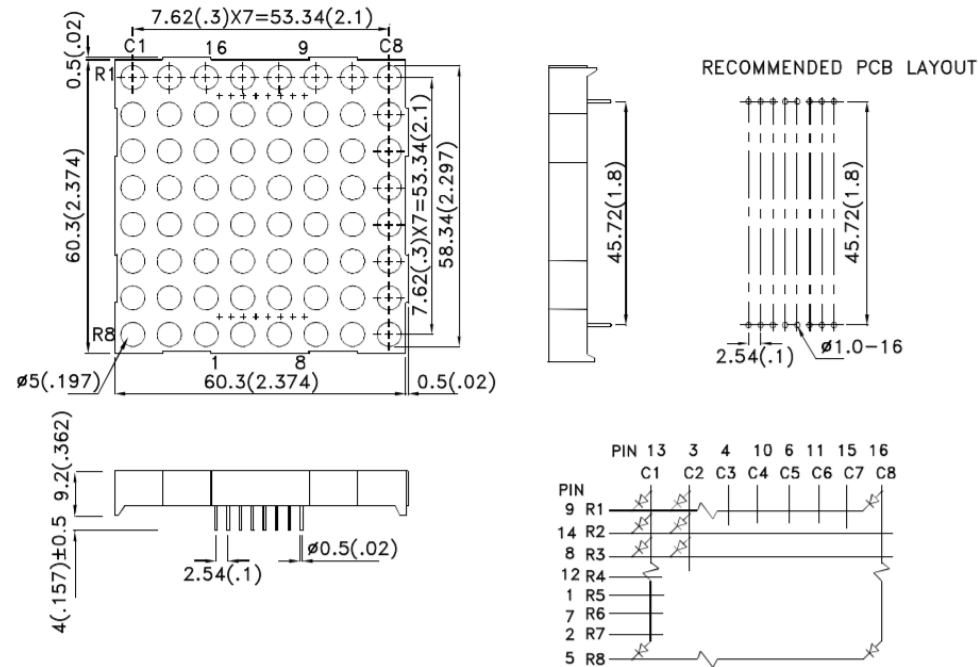 7.62(.3)X7=53.34(2.1)
C1 16 9 C8
0.5(.02)
R1
60.3(2.374)
7.62(.3)X7=53.34(2.1)
58.34(2.297)
R8
1 8
ø5(.197)
60.3(2.374)
0.5(.02)
45.72(1.8)
RECOMMENDED PCB LAYOUT
45.72(1.8)
2.54(.1)
ø1.0-16
9.2(.362)
4(.157)±0.5
2.54(.1)
ø0.5(.02)
PIN 13 3 4 10 6 11 15 16
C1 C2 C3 C4 C5 C6 C7 C8
PIN
9 R1
14 R2
8 R3
12 R4
1 R5
7 R6
2 R7
5 R8